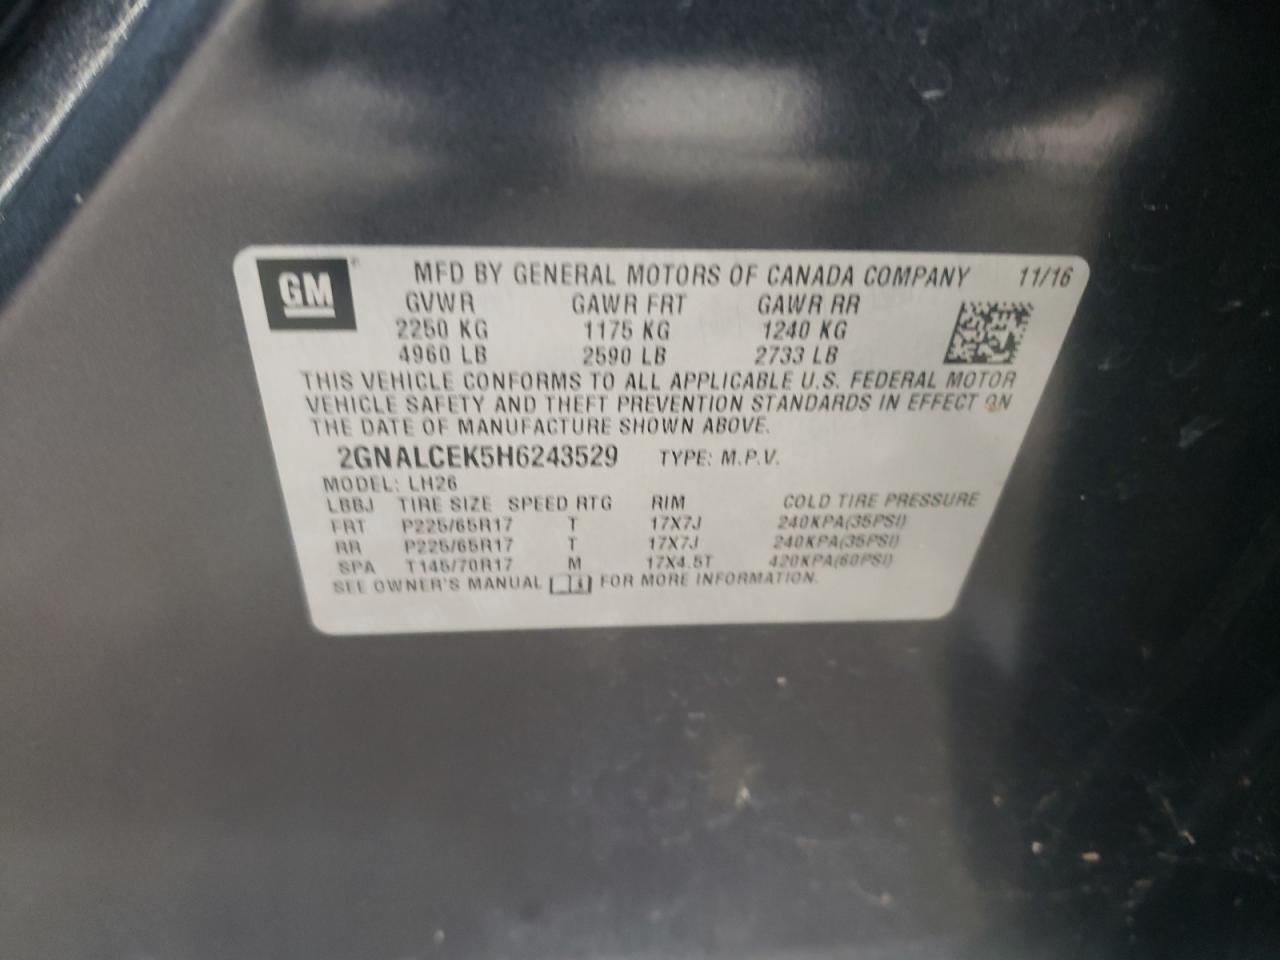 GM® MFD BY GENERAL MOTORS OF CANADA COMPANY 11/16
GVWR GAWR FRT GAWR RR
2250 KG 1175 KG 1240 KG
4960 LB 2590 LB 2733 LB
THIS VEHICLE CONFORMS TO ALL APPLICABLE U.S. FEDERAL MOTOR
VEHICLE SAFETY AND THEFT PREVENTION STANDARDS IN EFFECT ON
THE DATE OF MANUFACTURE SHOWN ABOVE.
2GNALCEK5H6243529 TYPE: M.P.V.
MODEL: LH26
LBBJ TIRE SIZE SPEED RTG RIM COLD TIRE PRESSURE
FRT P225/65R17 T 17X7J 240KPA(35PSI)
RR P225/65R17 T 17X7J 240KPA(35PSI)
SPA T145/70R17 M 17X4.5T 420KPA(60PSI)
SEE OWNER'S MANUAL FOR MORE INFORMATION.